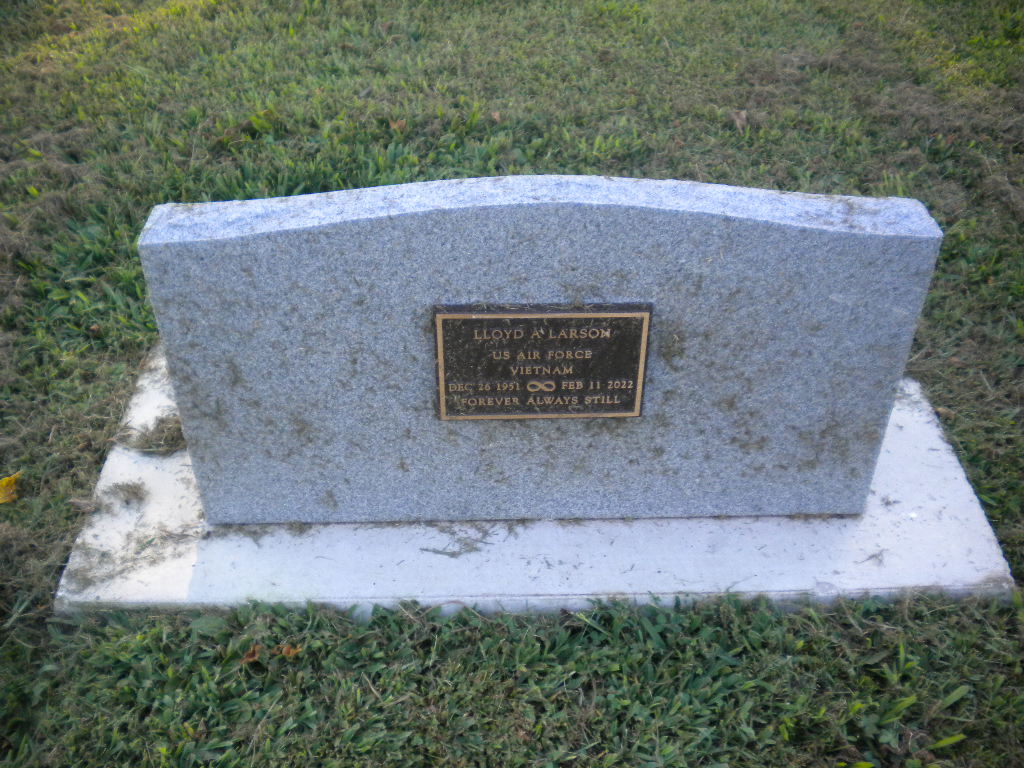 LLOYD A LARSON
US AIR FORCE
VIETNAM
DEC 26 1951 ∞ FEB 11 2022
FOREVER ALWAYS STILL